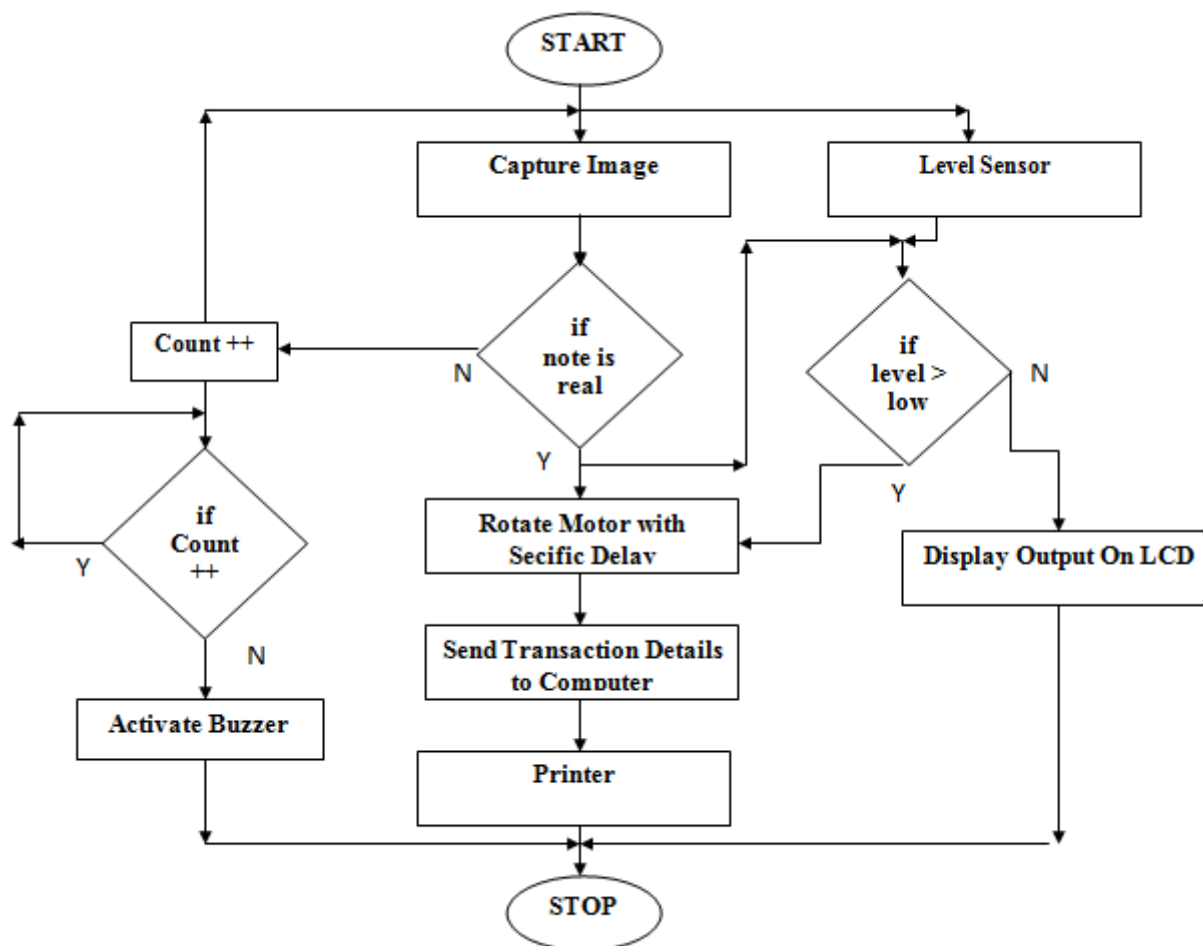 START
Capture Image
Level Sensor
Count ++
if
note is
real
N
Y
if
level >
low
N
Y
if
Count
++
Y
N
Rotate Motor with
Secific Delay
Display Output On LCD
Send Transaction Details
to Computer
Activate Buzzer
Printer
STOP